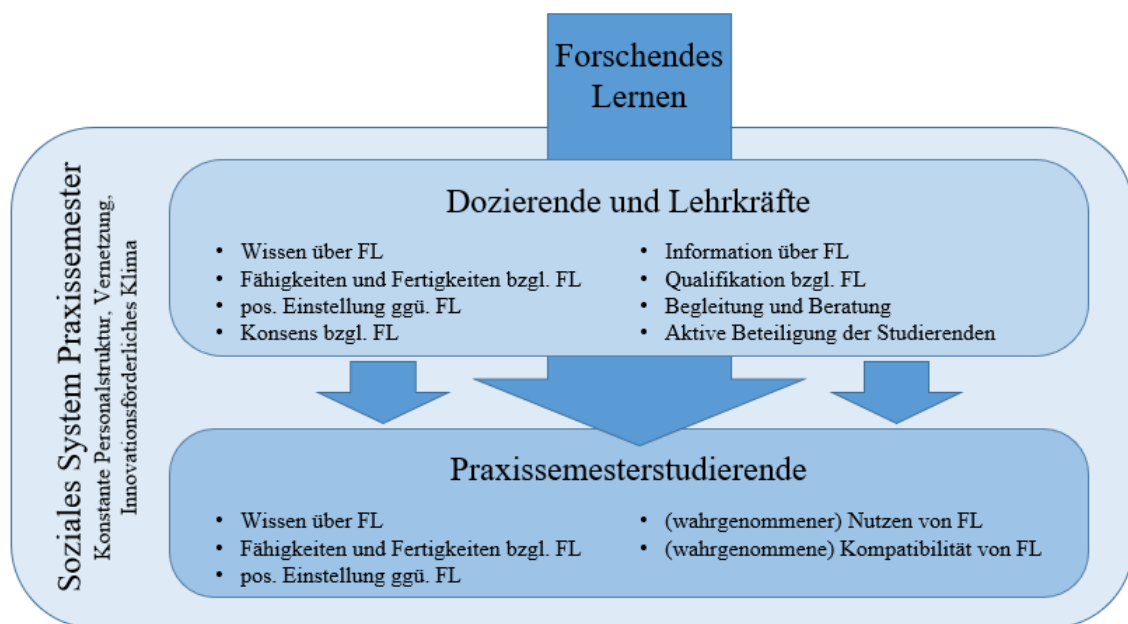 Forschendes
Lernen
Soziales System Praxissemester
Konstante Personalstruktur, Vernetzung,
Innovationsförderliches Klima
Dozierende und Lehrkräfte
• Wissen über FL
• Fähigkeiten und Fertigkeiten bzgl. FL
• pos. Einstellung ggü. FL
• Konsens bzgl. FL
• Information über FL
• Qualifikation bzgl. FL
• Begleitung und Beratung
• Aktive Beteiligung der Studierenden
Praxissemesterstudierende
• Wissen über FL
• Fähigkeiten und Fertigkeiten bzgl. FL
• pos. Einstellung ggü. FL
• (wahrgenommener) Nutzen von FL
• (wahrgenommene) Kompatibilität von FL